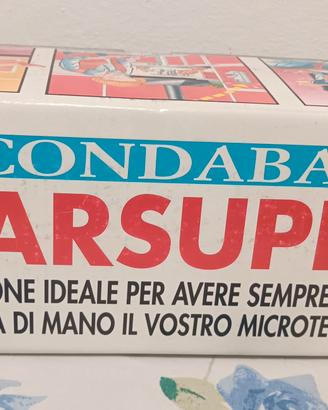 CONDABA
ARSUPI
ONE IDEALE PER AVERE SEMPRE
A DI MANO IL VOSTRO MICROTE